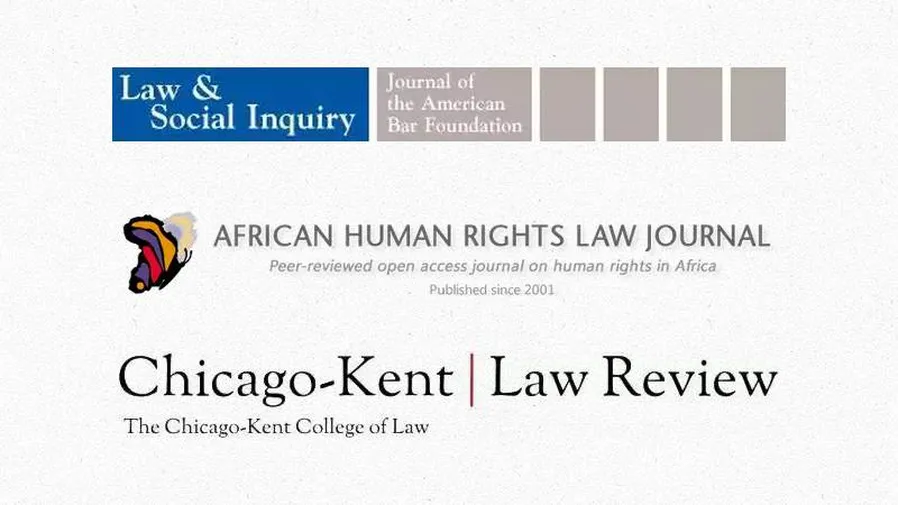 Law &
Social Inquiry
Journal of
the American
Bar Foundation
AFRICAN HUMAN RIGHTS LAW JOURNAL
Peer-reviewed open access journal on human rights in Africa
Published since 2001
Chicago-Kent | Law Review
The Chicago-Kent College of Law